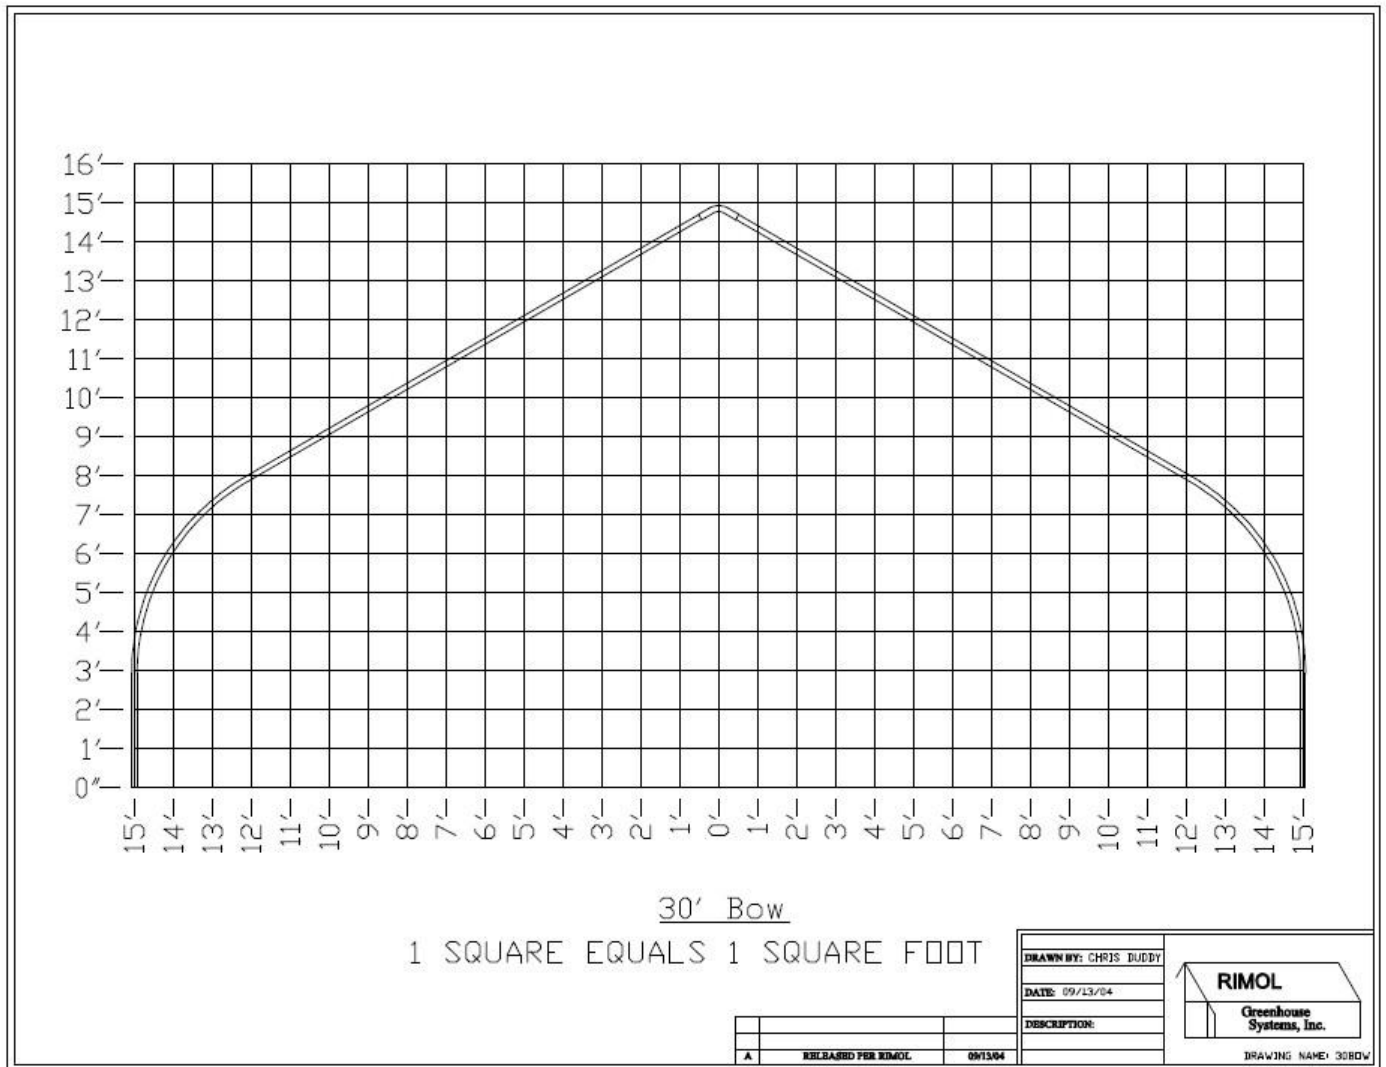 16'
15'
14'
13'
12'
11'
10'
9'
8'
7'
6'
5'
4'
3'
2'
1'
0"
15' 14' 13' 12' 11' 10' 9' 8' 7' 6' 5' 4' 3' 2' 1' 0' 1' 2' 3' 4' 5' 6' 7' 8' 9' 10' 11' 12' 13' 14' 15'
30' Bow
1 SQUARE EQUALS 1 SQUARE FOOT
DRAWN BY: CHRIS DUDDY
DATE: 09/13/04
DESCRIPTION:
A RELEASED PER RIMOL 09/13/04
RIMOL
Greenhouse
Systems, Inc.
DRAWING NAME: 30BOW